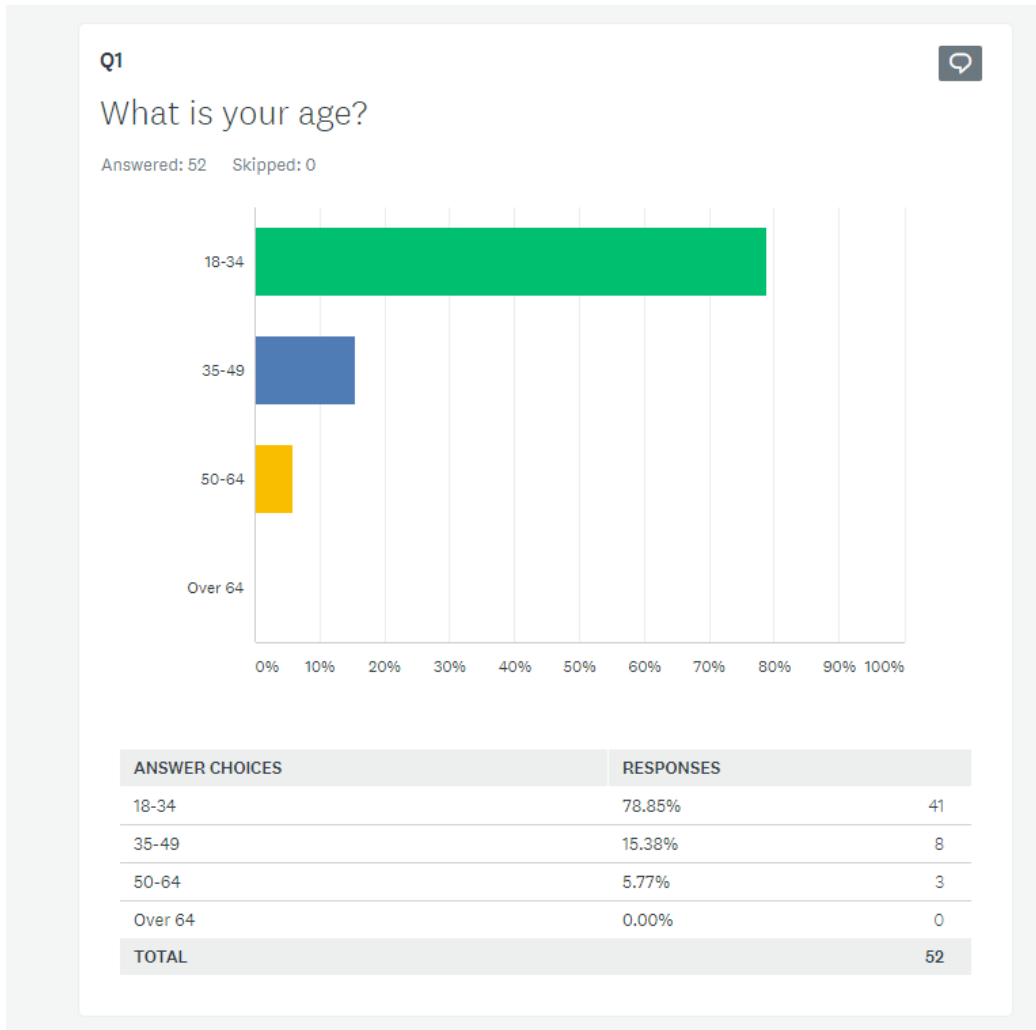 Q1
What is your age?
Answered: 52 Skipped: 0
18-34
35-49
50-64
Over 64
0% 10% 20% 30% 40% 50% 60% 70% 80% 90% 100%
ANSWER CHOICES RESPONSES
18-34 78.85% 41
35-49 15.38% 8
50-64 5.77% 3
Over 64 0.00% 0
TOTAL 52